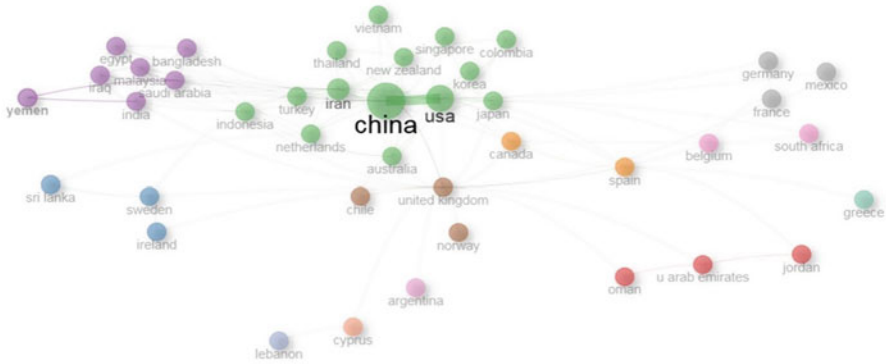 vietnam
singapore
colombia
egypt
bangladesh
thailand
new zealand
germany
mexico
malaysia
iraq
saudi arabia
korea
yemen
india
iran
turkey
usa
japan
france
indonesia
china
netherlands
canada
belgium
south africa
australia
spain
sri lanka
sweden
chile
united kingdom
greece
ireland
norway
jordan
u arab emirates
oman
argentina
cyprus
lebanon